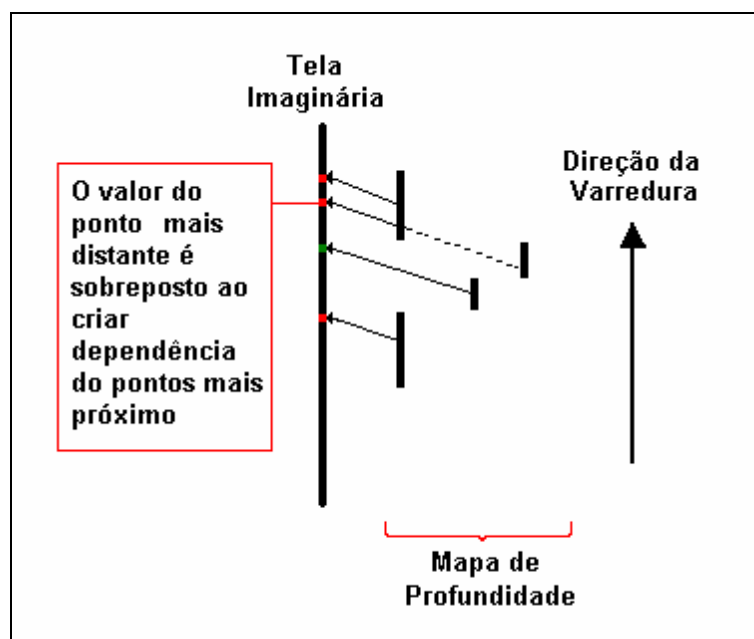 Tela
Imaginária
Direção da
Varredura
O valor do
ponto mais
distante é
sobreposto ao
criar
dependência
do pontos mais
próximo
Mapa de
Profundidade